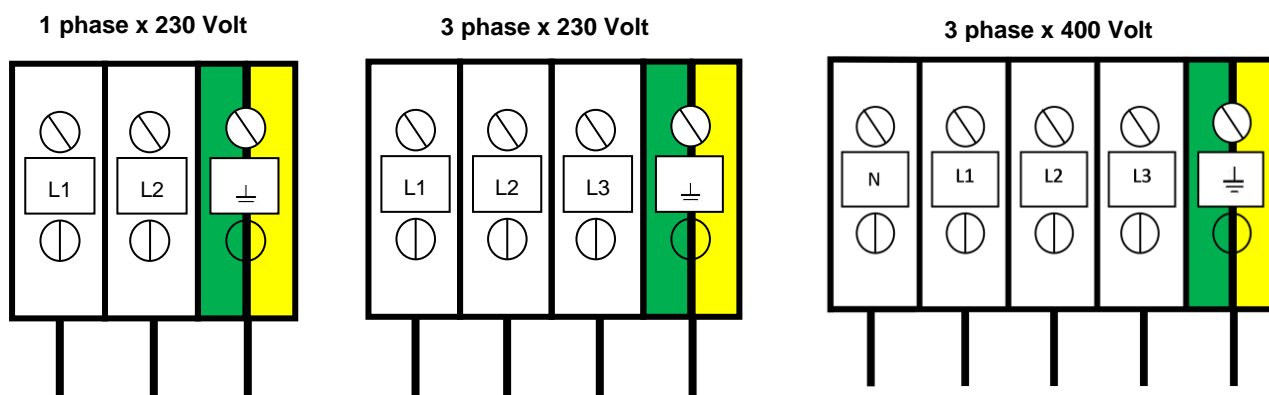 1 phase x 230 Volt
L1 L2
3 phase x 230 Volt
L1 L2 L3
3 phase x 400 Volt
N L1 L2 L3